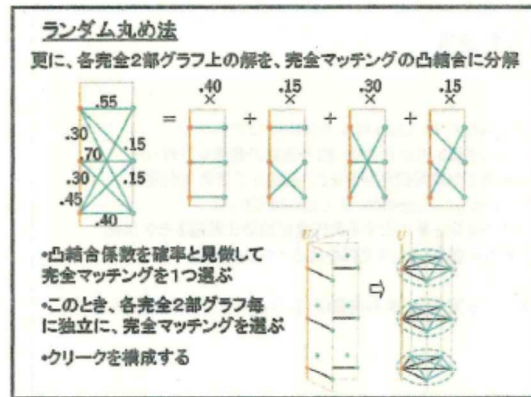 ランダム丸め法
更に、各完全2部グラフ上の解を、完全マッチングの凸結合に分解
.40 .15 .30 .15
× × × ×
.55
= + + +
.30 .15
.70
.30 .15
.45
.40
•凸結合係数を確率と見做して
完全マッチングを1つ選ぶ
•このとき、各完全2部グラフ毎
に独立に、完全マッチングを選ぶ
•クリークを構成する
⇨